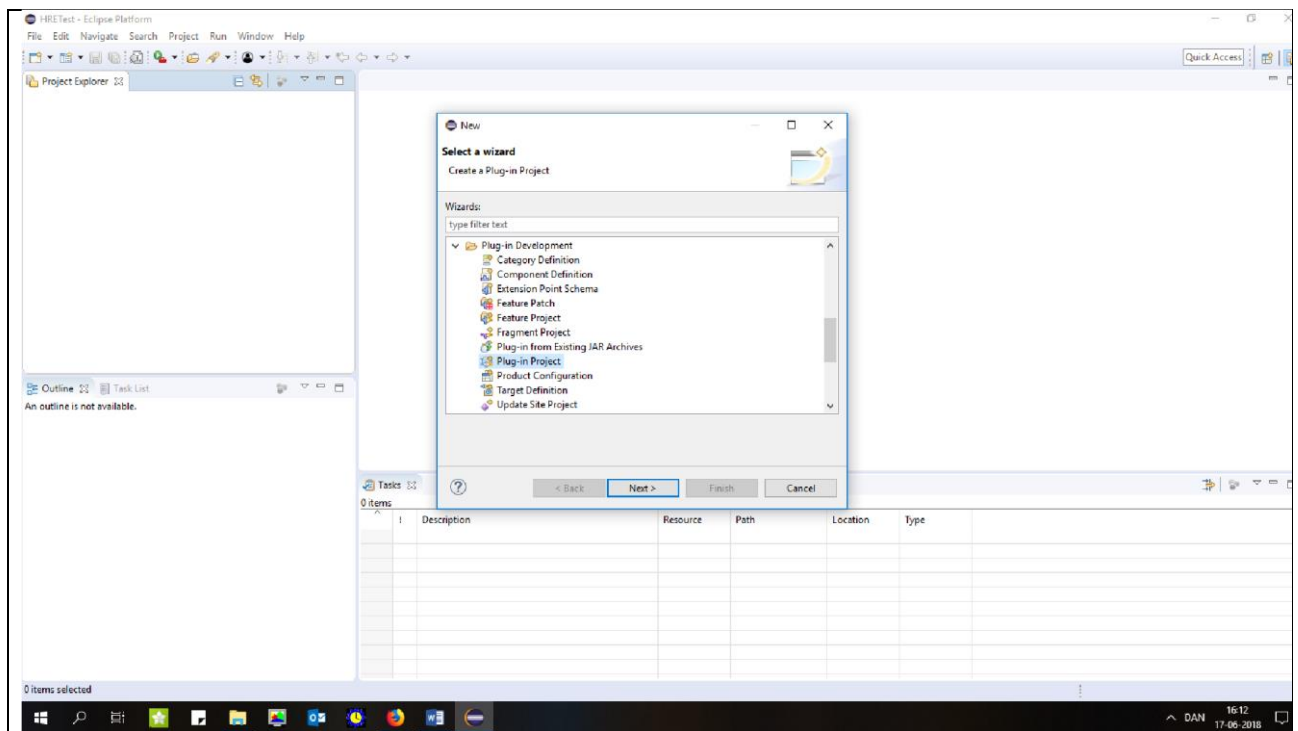 HRETest - Eclipse Platform
File Edit Navigate Search Project Run Window Help
Quick Access
Project Explorer
New
Select a wizard
Create a Plug-in Project
Wizards:
type filter text
Plug-in Development
Category Definition
Component Definition
Extension Point Schema
Feature Patch
Feature Project
Fragment Project
Plug-in from Existing JAR Archives
Plug-in Project
Product Configuration
Target Definition
Update Site Project
< Back Next > Finish Cancel
Outline Task List
An outline is not available.
Tasks
0 items
! Description Resource Path Location Type
0 items selected
DAN 16:12
17-06-2018